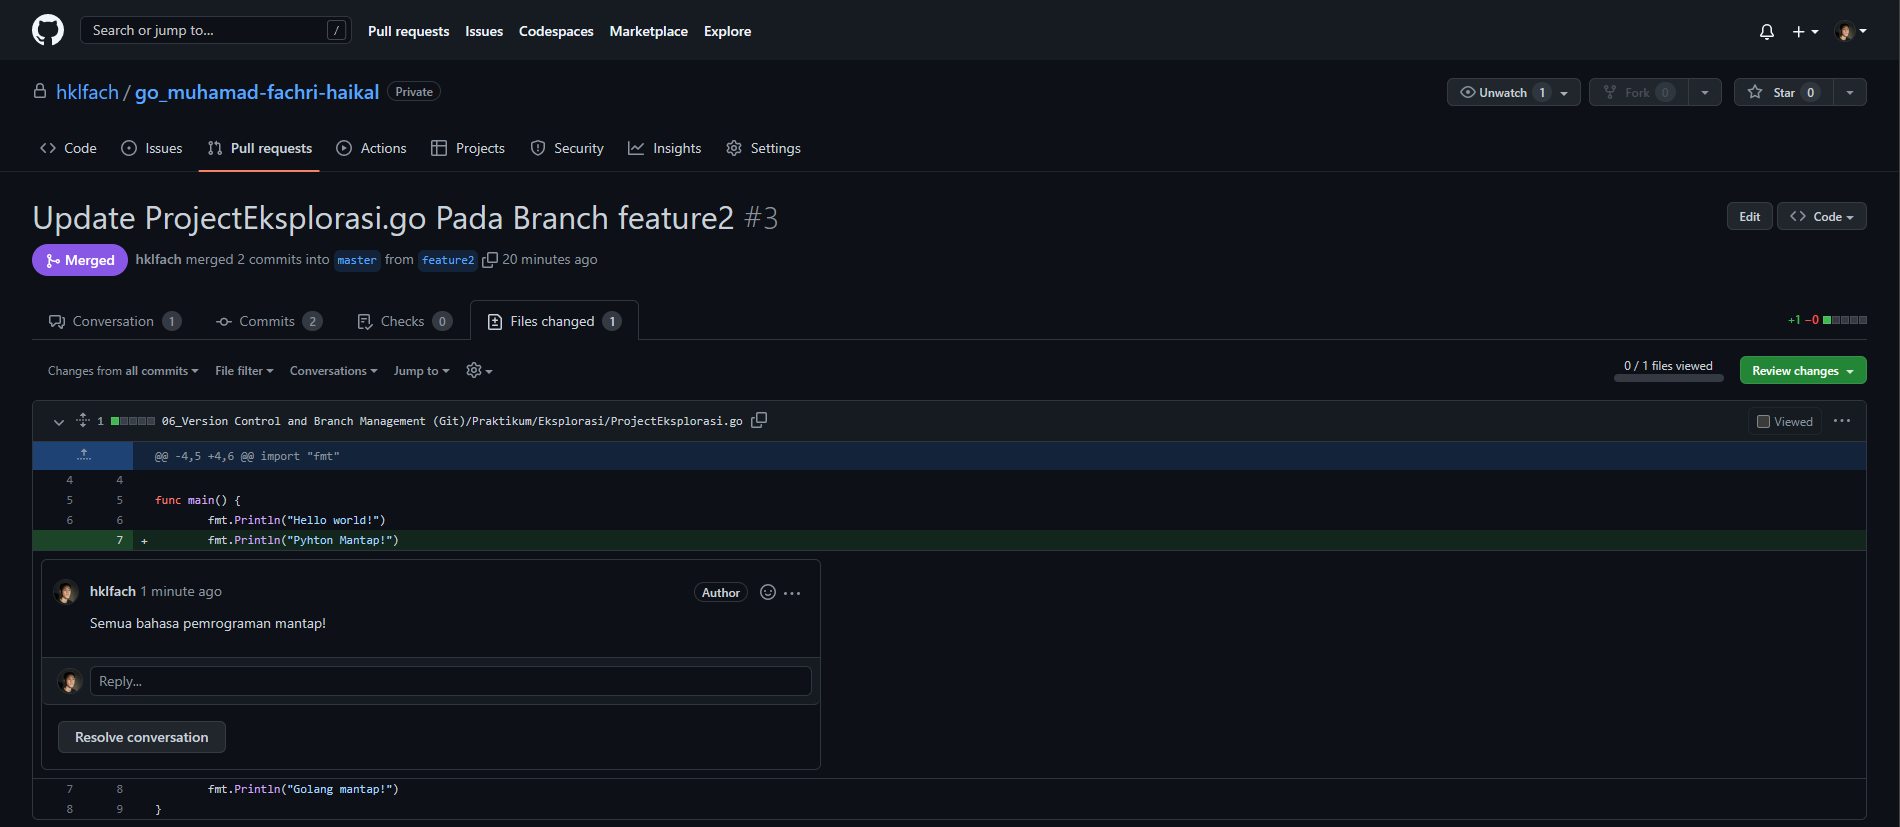 Search or jump to... /
Pull requests Issues Codespaces Marketplace Explore
hklfach / go_muhamad-fachri-haikal Private
Unwatch 1 Fork 0 Star 0
Code Issues Pull requests Actions Projects Security Insights Settings
Update ProjectEksplorasi.go Pada Branch feature2 #3
Edit Code
Merged hklfach merged 2 commits into master from feature2 20 minutes ago
Conversation 1 Commits 2 Checks 0 Files changed 1
+1 −0
Changes from all commits File filter Conversations Jump to
0 / 1 files viewed
Review changes
1 06_Version Control and Branch Management (Git)/Praktikum/Eksplorasi/ProjectEksplorasi.go
Viewed
@@ -4,5 +4,6 @@ import "fmt"
4 4
5 5 func main() {
6 6 fmt.Println("Hello world!")
7 + fmt.Println("Pyhton Mantap!")
hklfach 1 minute ago
Author
Semua bahasa pemrograman mantap!
Reply...
Resolve conversation
7 8 fmt.Println("Golang mantap!")
8 9 }